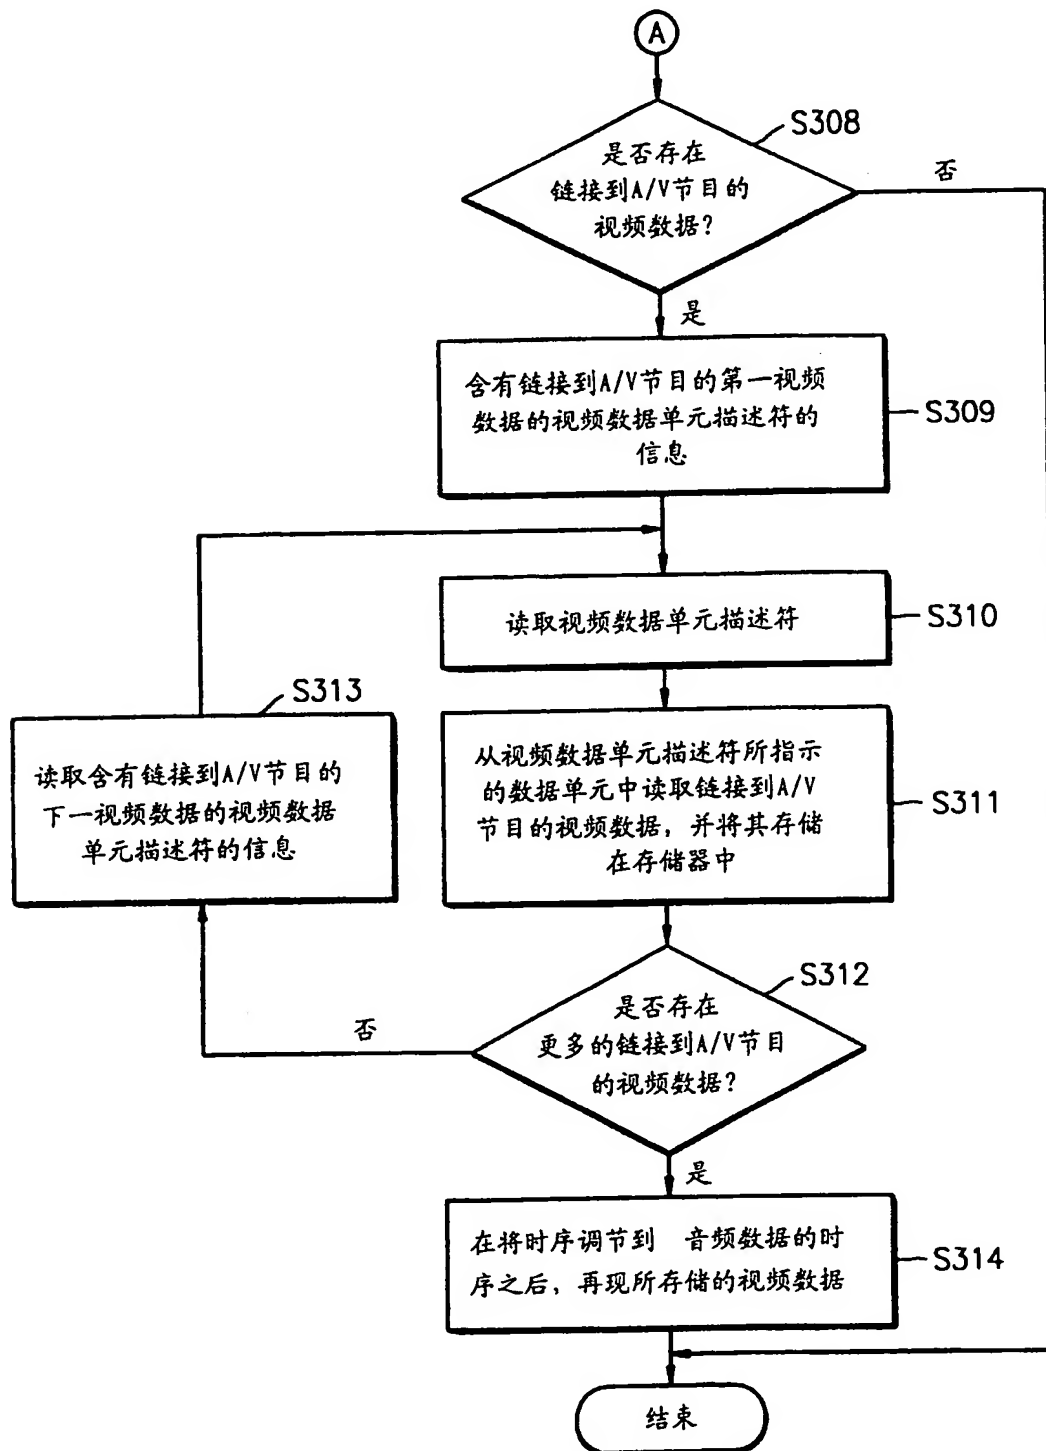 A
S308
是否存在
链接到A/V节目的
视频数据?
否
是
含有链接到A/V节目的第一视频
数据的视频数据单元描述符的
信息
S309
读取视频数据单元描述符
S310
S313
读取含有链接到A/V节目的
下一视频数据的视频数据
单元描述符的信息
从视频数据单元描述符所指示
的数据单元中读取链接到A/V
节目的视频数据，并将其存储
在存储器中
S311
S312
是否存在
更多的链接到A/V节目
的视频数据?
否
是
在将时序调节到 音频数据的时
序之后，再现所存储的视频数据
S314
结束